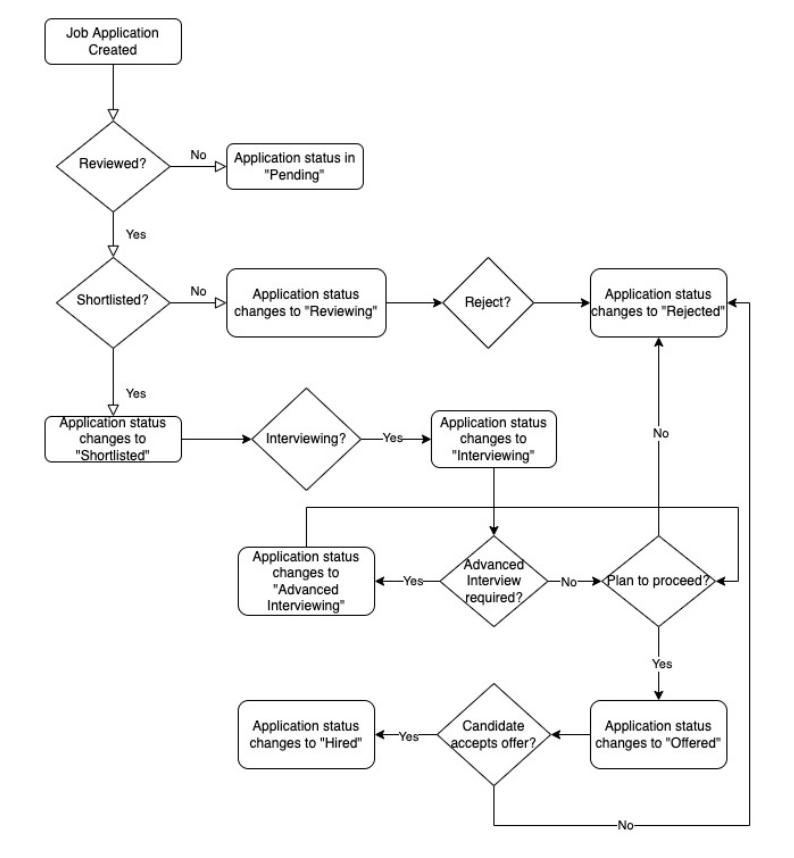 Job Application
Created
Reviewed?
No
Application status in
"Pending"
Yes
Shortlisted?
No
Application status
changes to "Reviewing"
Reject?
Application status
changes to "Rejected"
Yes
Application status
changes to
"Shortlisted"
Interviewing?
Yes
Application status
changes to
"Interviewing"
No
Application status
changes to
"Advanced
Interviewing"
Yes
Advanced
Interview
required?
No
Plan to proceed?
Yes
Application status
changes to "Hired"
Yes
Candidate
accepts offer?
Application status
changes to "Offered"
No